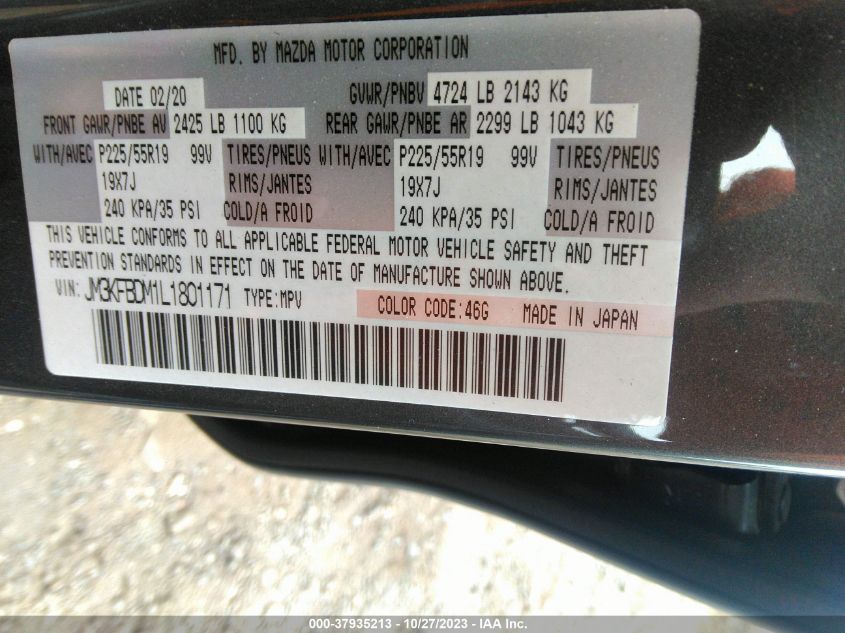 MFD. BY MAZDA MOTOR CORPORATION
DATE 02/20 GVWR/PNBV 4724 LB 2143 KG
FRONT GAWR/PNBE AV 2425 LB 1100 KG REAR GAWR/PNBE AR 2299 LB 1043 KG
WITH/AVEC P225/55R19 99V TIRES/PNEUS WITH/AVEC P225/55R19 99V TIRES/PNEUS
19X7J RIMS/JANTES 19X7J RIMS/JANTES
240 KPA/35 PSI COLD/A FROID 240 KPA/35 PSI COLD/A FROID
THIS VEHICLE CONFORMS TO ALL APPLICABLE FEDERAL MOTOR VEHICLE SAFETY AND THEFT
PREVENTION STANDARDS IN EFFECT ON THE DATE OF MANUFACTURE SHOWN ABOVE.
VIN: JM3KFBDM1L1801171 TYPE:MPV COLOR CODE:46G MADE IN JAPAN
000-37935213 - 10/27/2023 - IAA Inc.